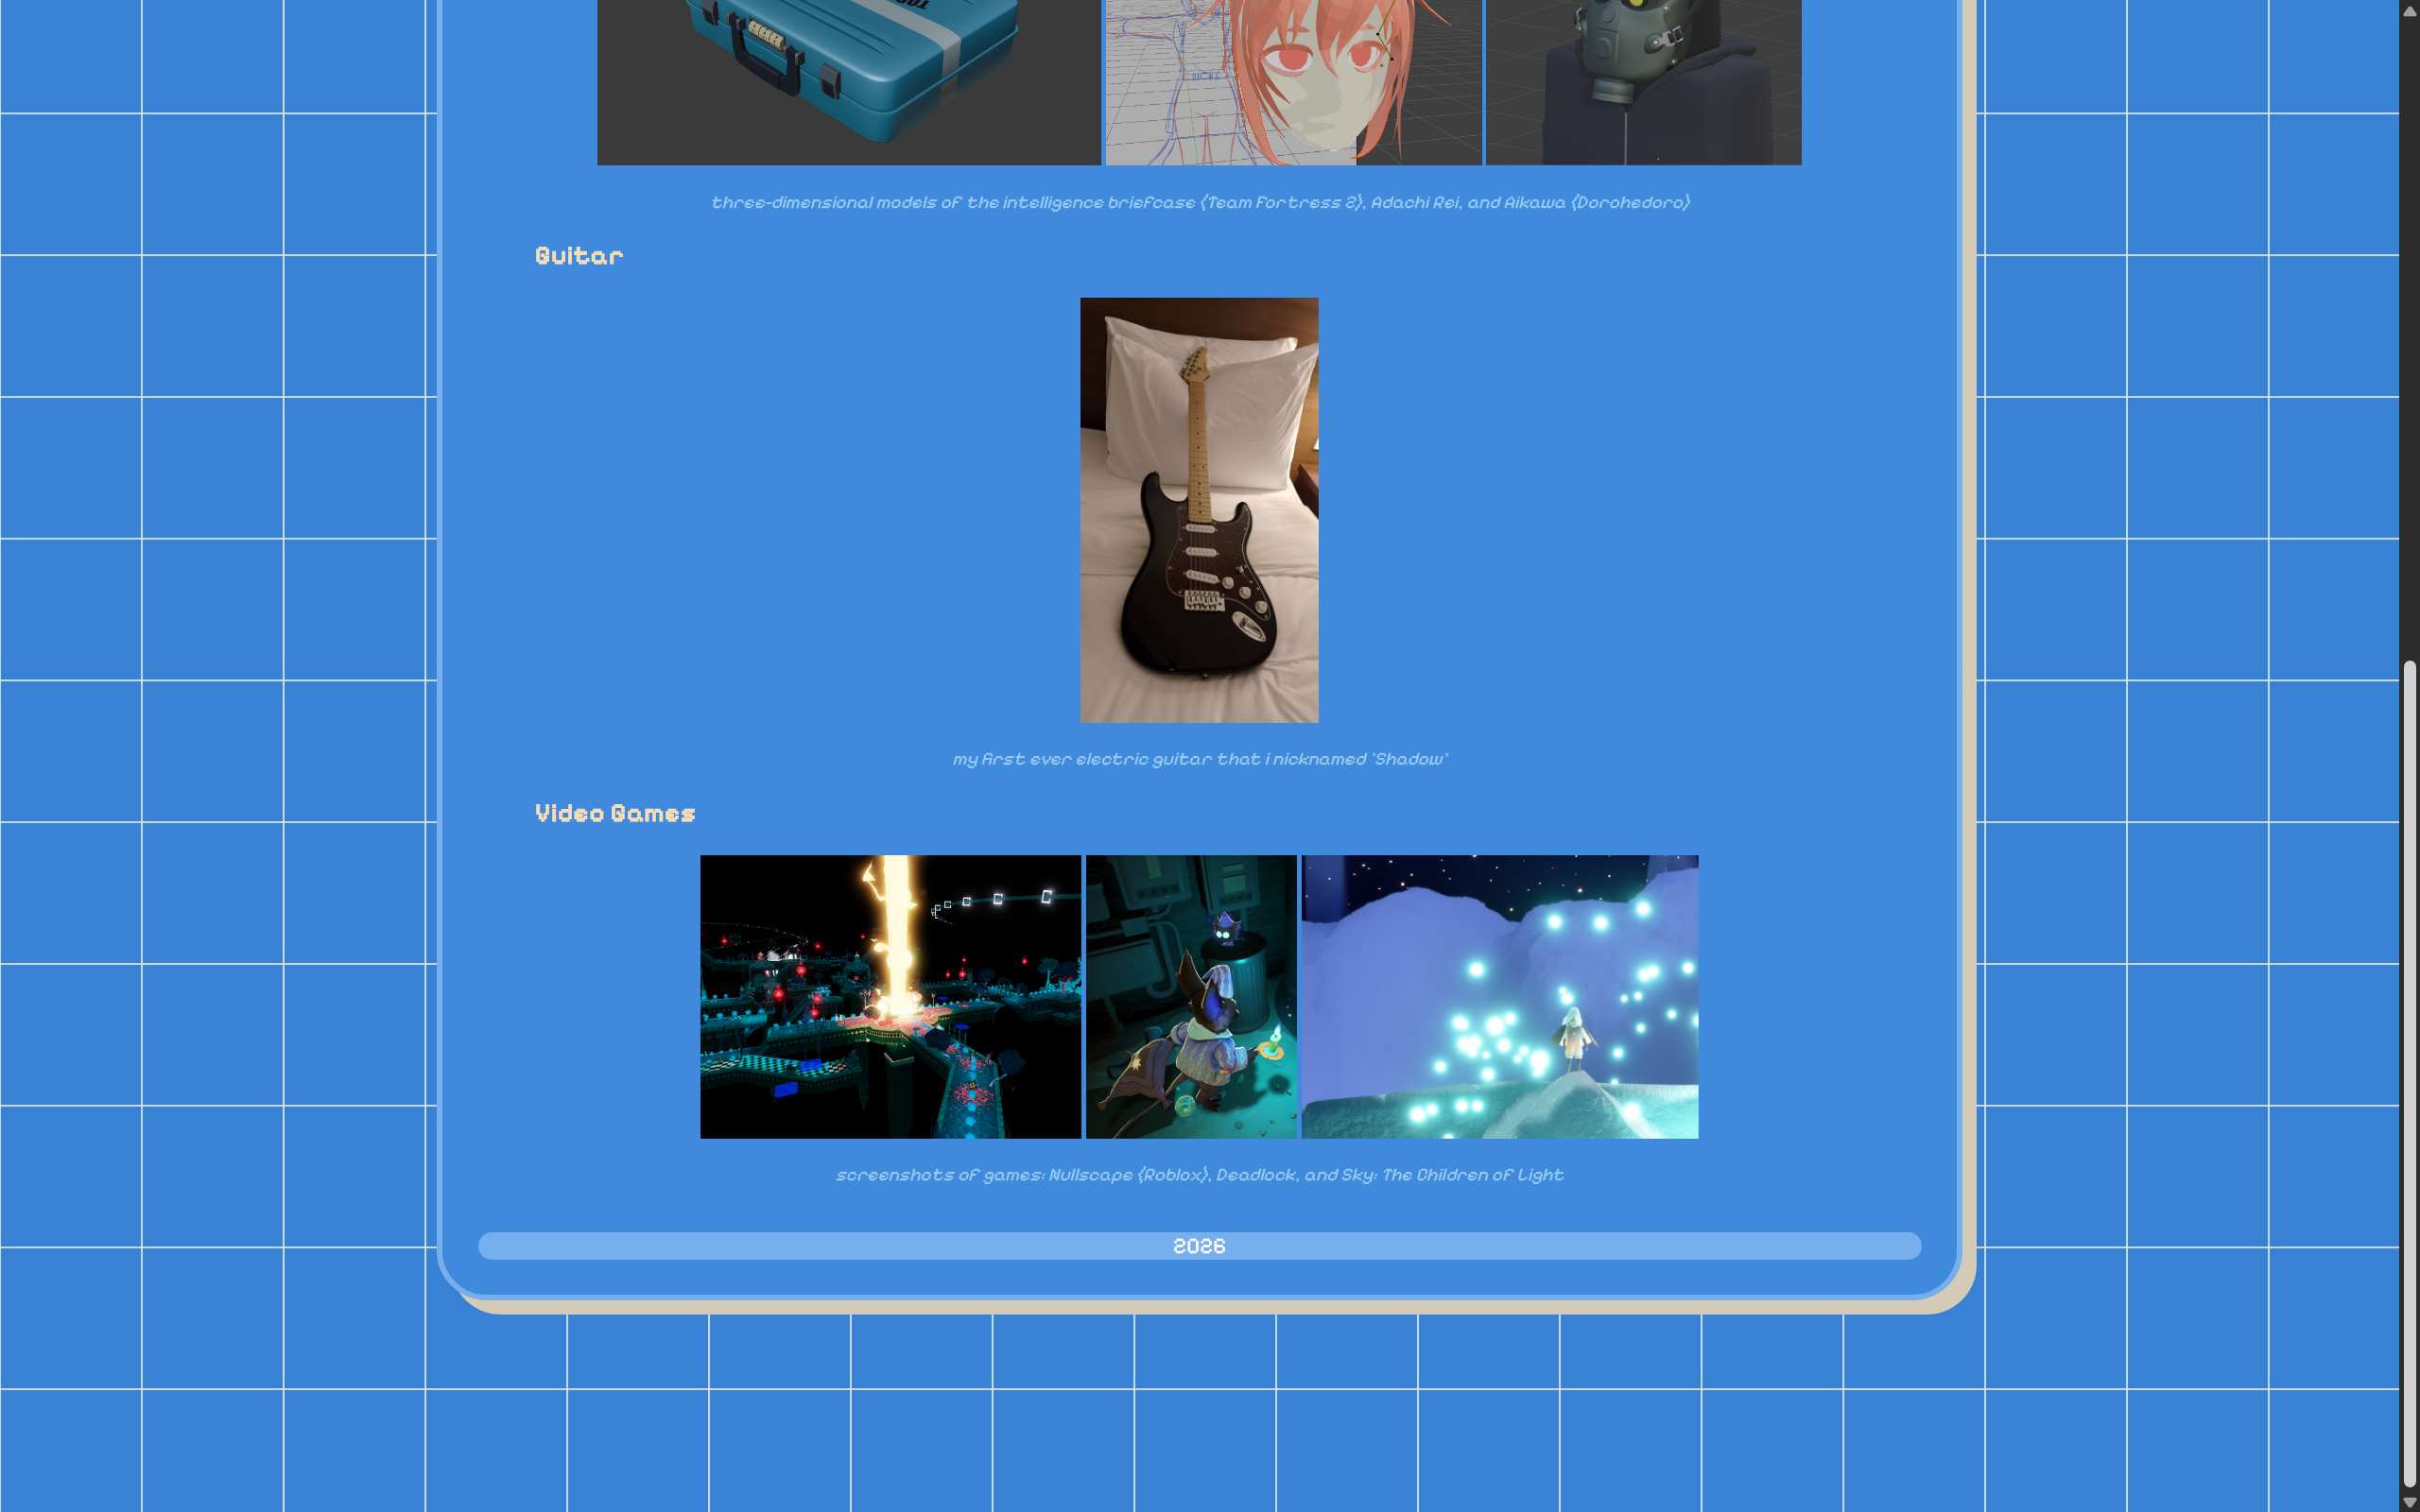 three-dimensional models of the intelligence briefcase (Team Fortress 2), Adachi Rei, and Aikawa (Dorohedoro)
Guitar
my first ever electric guitar that i nicknamed 'Shadow'
Video Games
screenshots of games: Nullscape (Roblox), Deadlock, and Sky: The Children of Light
2026